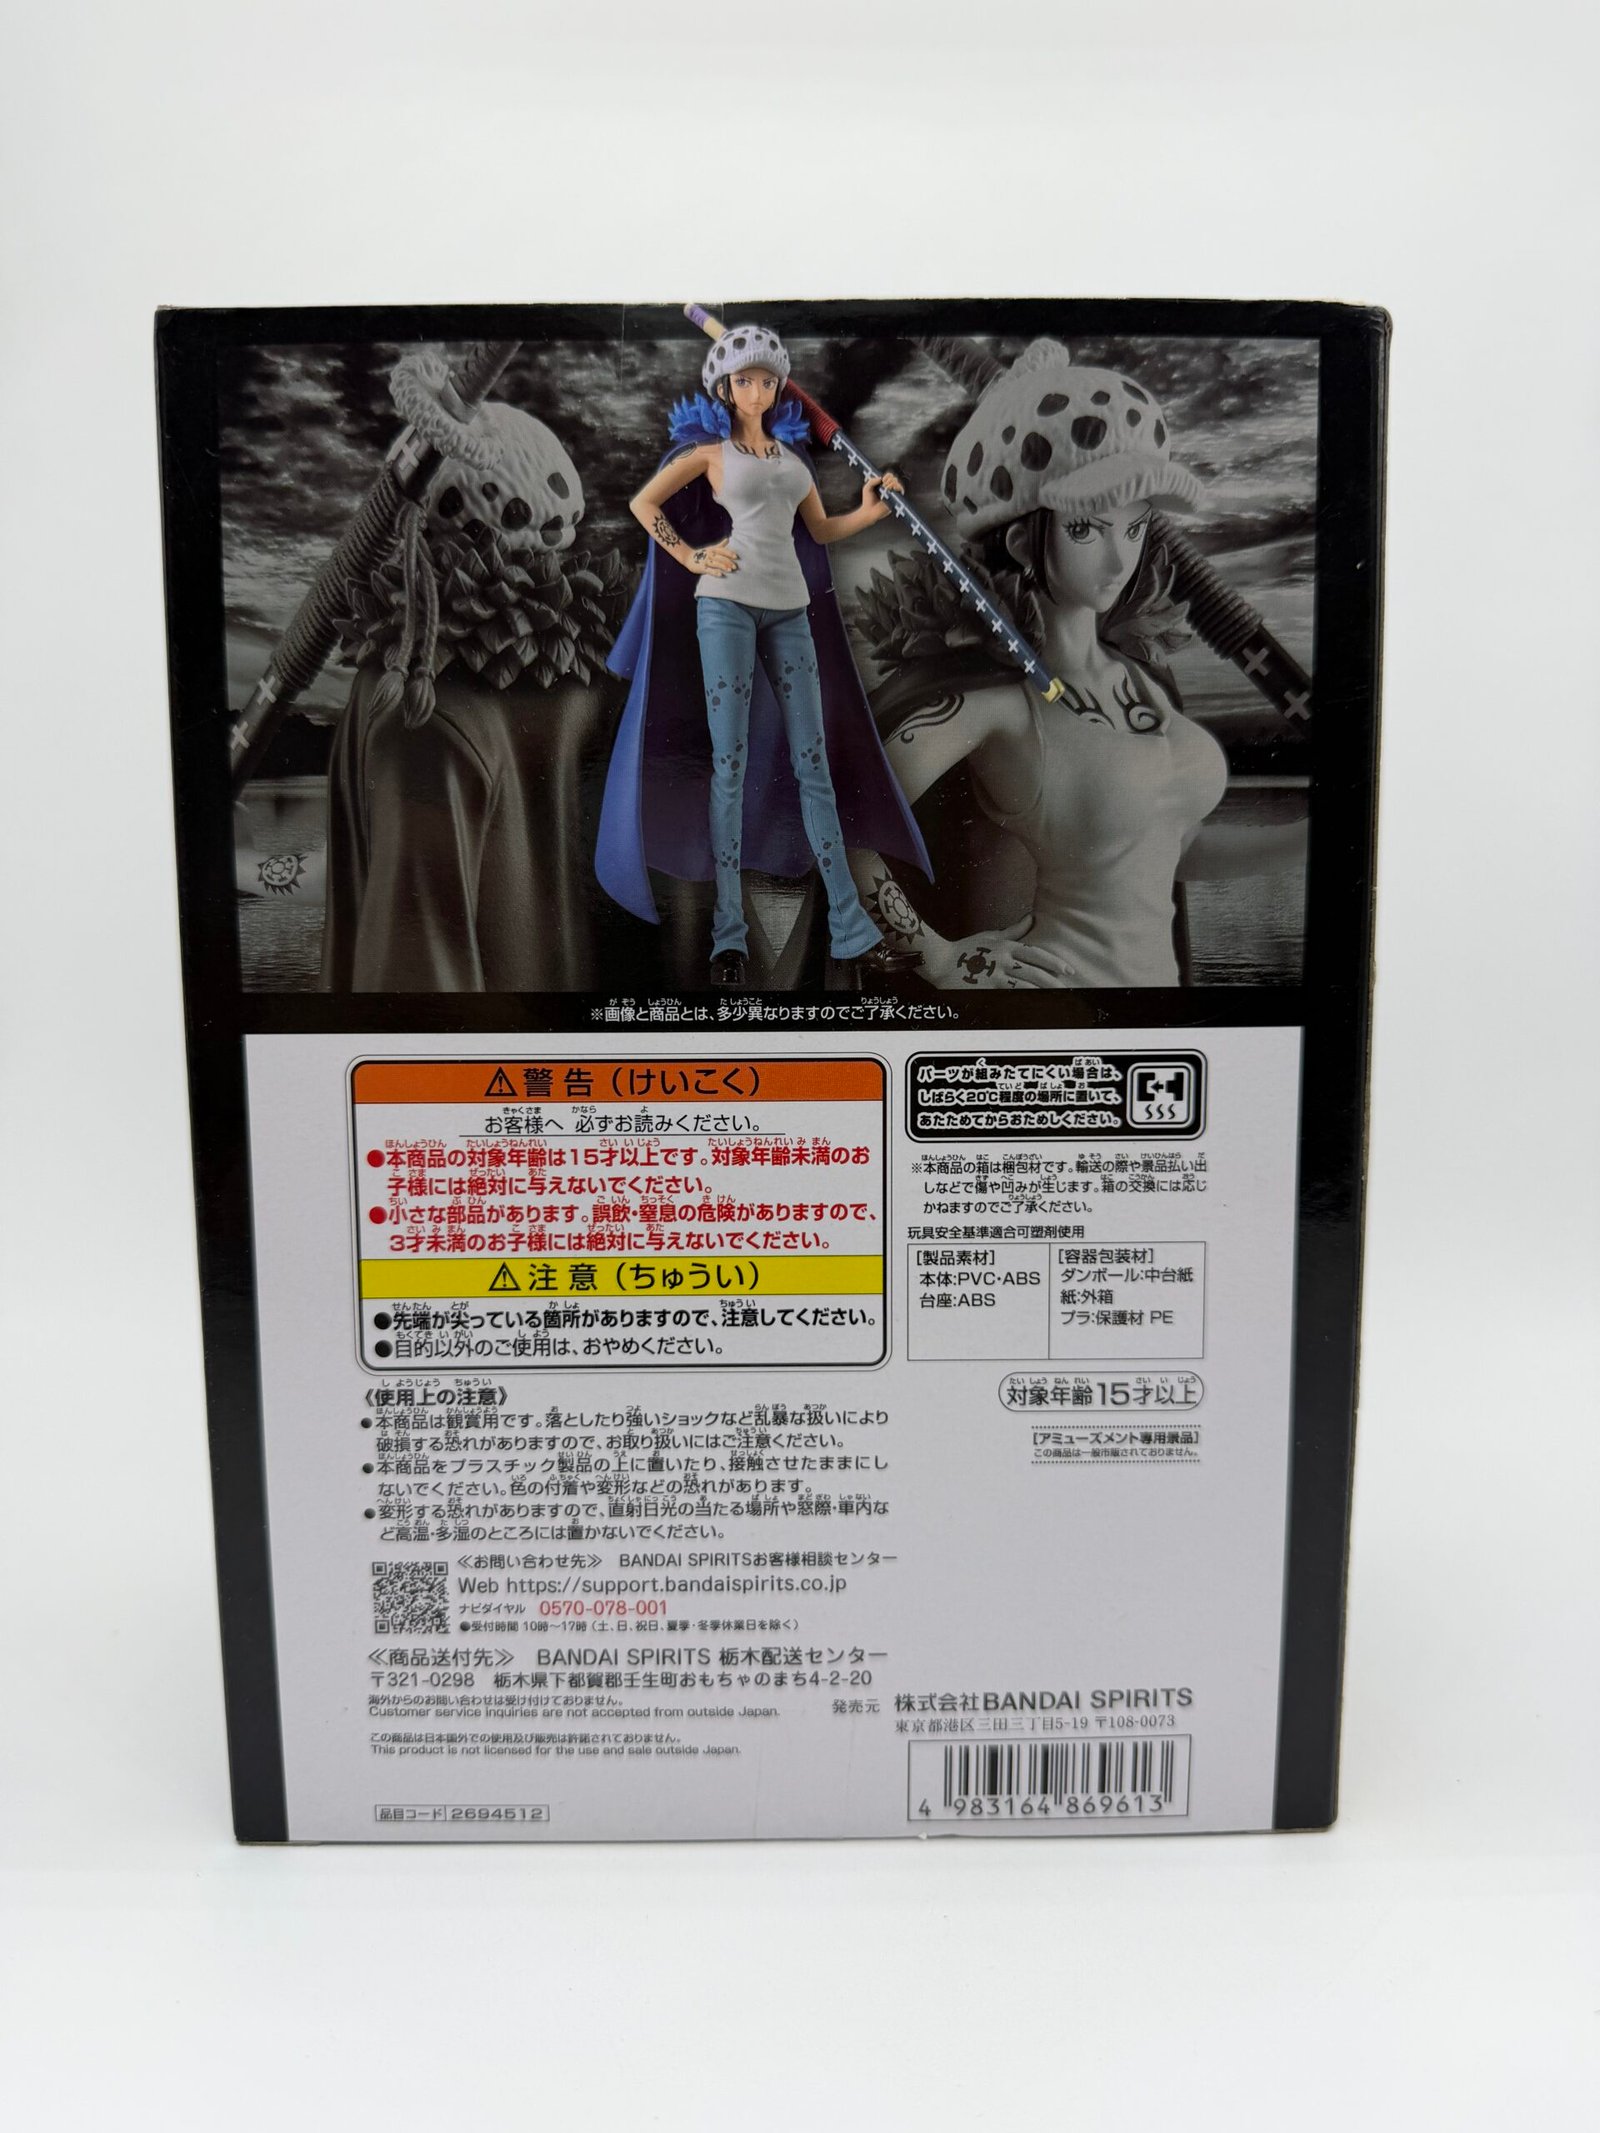 ※画像と商品とは、多少異なりますのでご了承ください。
⚠警告（けいこく）
お客様へ 必ずお読みください。
●本商品の対象年齢は15才以上です。対象年齢未満のお
子様には絶対に与えないでください。
●小さな部品があります。誤飲・窒息の危険がありますので、
3才未満のお子様には絶対に与えないでください。
⚠注意（ちゅうい）
●先端が尖っている箇所がありますので、注意してください。
●目的以外のご使用は、おやめください。
《使用上の注意》
●本商品は観賞用です。落としたり強いショックなど乱暴な扱いにより
破損する恐れがありますので、お取り扱いにはご注意ください。
●本商品をプラスチック製品の上に置いたり、接触させたままにし
ないでください。色の付着や変形などの恐れがあります。
●変形する恐れがありますので、直射日光の当たる場所や窓際・車内な
ど高温・多湿のところには置かないでください。
≪お問い合わせ先≫ BANDAI SPIRITSお客様相談センター
Web https://support.bandaispirits.co.jp
ナビダイヤル 0570-078-001
●受付時間 10時～17時（土、日、祝日、夏季・冬季休業日を除く）
≪商品送付先≫ BANDAI SPIRITS 栃木配送センター
〒321-0298 栃木県下都賀郡壬生町おもちゃのまち4-2-20
海外からのお問い合わせは受け付けておりません。
Customer service inquiries are not accepted from outside Japan.
この商品は日本国外での使用及び販売は許諾されておりません。
This product is not licensed for the use and sale outside Japan.
品目コード 2694512
パーツが組みたてにくい場合は、
しばらく20℃程度の場所に置いて、
あたためてからおためしください。
※本商品の箱は梱包材です。輸送の際や景品払い出
しなどで傷や凹みが生じます。箱の交換には応じ
かねますのでご了承ください。
玩具安全基準適合可塑剤使用
[製品素材]
本体:PVC・ABS
台座:ABS
[容器包装材]
ダンボール:中台紙
紙:外箱
プラ:保護材 PE
対象年齢15才以上
[アミューズメント専用景品]
この商品は一般市販されておりません。
発売元 株式会社BANDAI SPIRITS
東京都港区三田三丁目5-19 〒108-0073
4 983164 869613